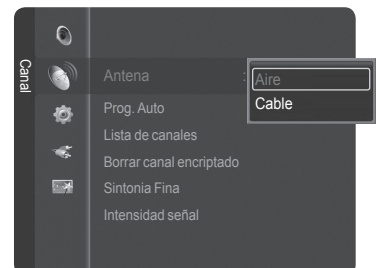 Canal
Antena : Aire
Cable
Prog. Auto
Lista de canales
Borrar canal encriptado
Sintonia Fina
Intensidad señal